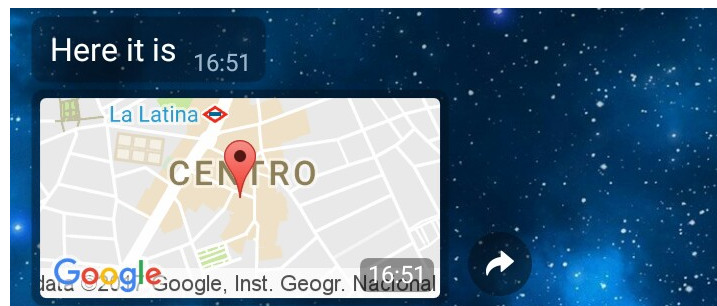 Here it is 16:51
La Latina
CENTRO
16:51
Google
Google, Inst. Geogr. Nacional